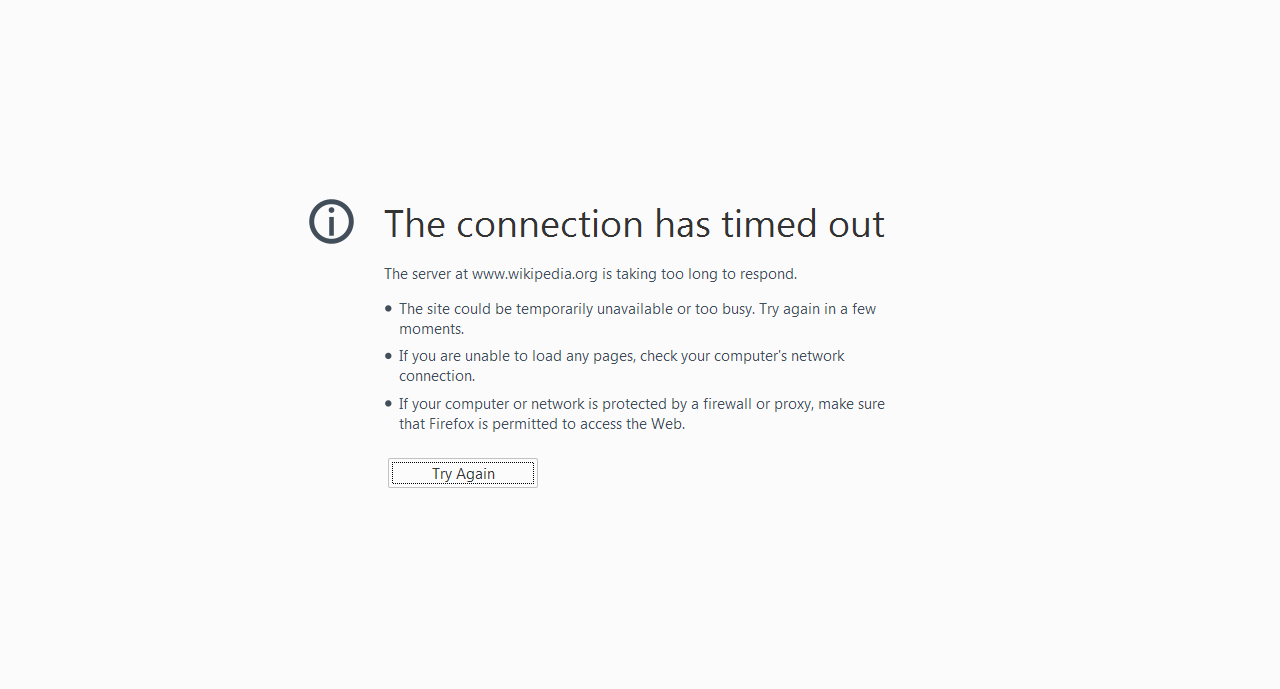 The connection has timed out
The server at www.wikipedia.org is taking too long to respond.
The site could be temporarily unavailable or too busy. Try again in a few
moments.
If you are unable to load any pages, check your computer's network
connection.
If your computer or network is protected by a firewall or proxy, make sure
that Firefox is permitted to access the Web.
Try Again